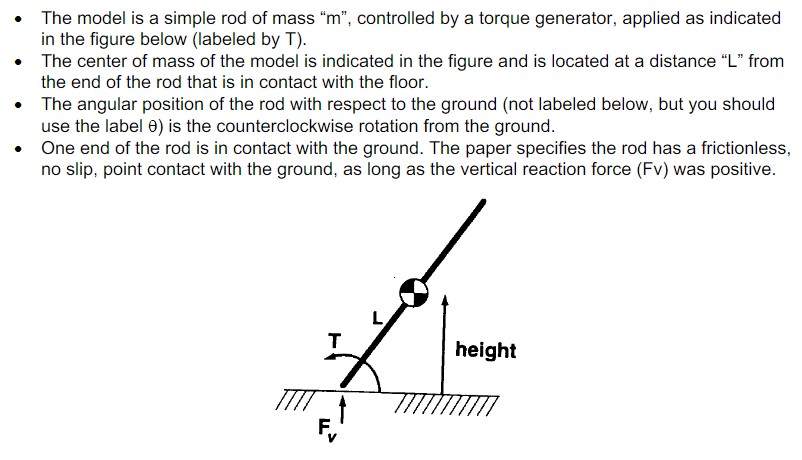 • The model is a simple rod of mass “m”, controlled by a torque generator, applied as indicated
in the figure below (labeled by T).
• The center of mass of the model is indicated in the figure and is located at a distance “L” from
the end of the rod that is in contact with the floor.
• The angular position of the rod with respect to the ground (not labeled below, but you should
use the label θ) is the counterclockwise rotation from the ground.
• One end of the rod is in contact with the ground. The paper specifies the rod has a frictionless,
no slip, point contact with the ground, as long as the vertical reaction force (Fv) was positive.
L
T
height
Fv